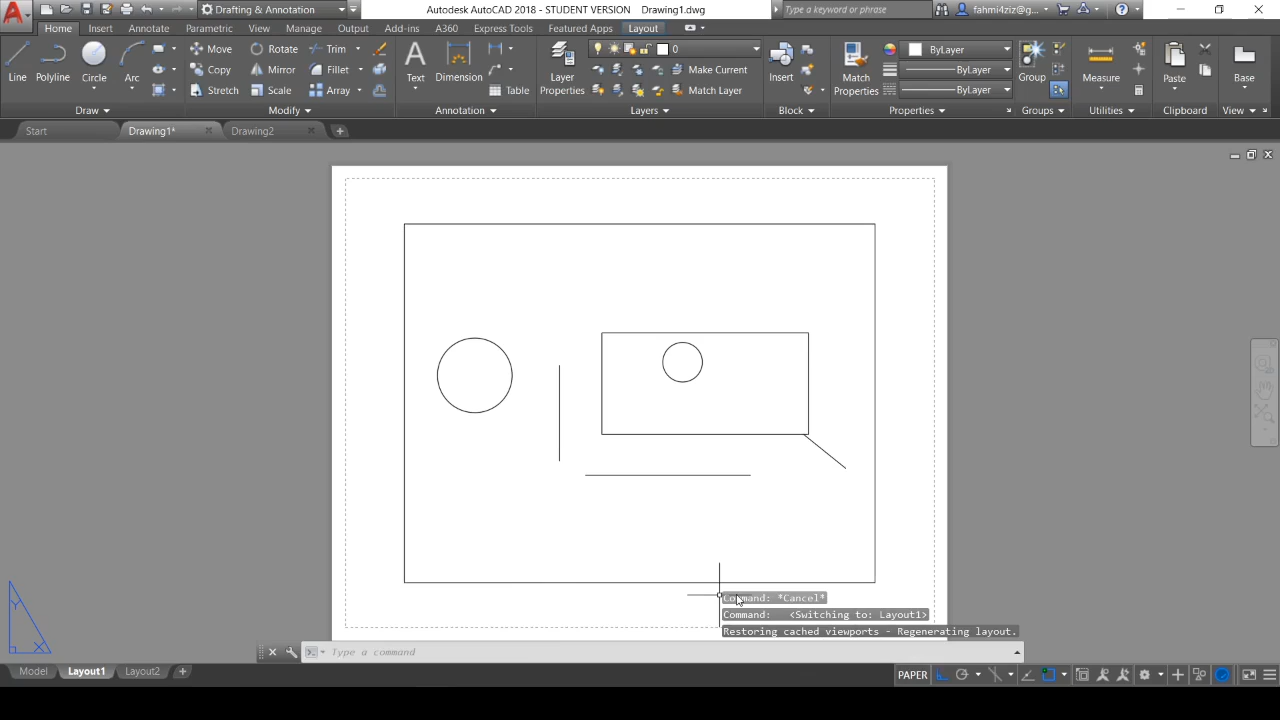 A Drafting & Annotation Autodesk AutoCAD 2018 - STUDENT VERSION Drawing1.dwg Type a keyword or phrase fahmi4ziz@g... ?
Home Insert Annotate Parametric View Manage Output Add-ins A360 Express Tools Featured Apps Layout
Line Polyline Circle Arc
Move Rotate Trim
Copy Mirror Fillet
Stretch Scale Array
Text Dimension Table
Layer Properties
0
Make Current
Match Layer
Insert
Match Properties
ByLayer
ByLayer
ByLayer
Group Measure Paste Base
Draw Modify Annotation Layers Block Properties Groups Utilities Clipboard View
Start Drawing1* Drawing2
Command: *Cancel*
Command: <Switching to: Layout1>
Restoring cached viewports - Regenerating layout.
Y
X
Type a command
Model Layout1 Layout2 PAPER